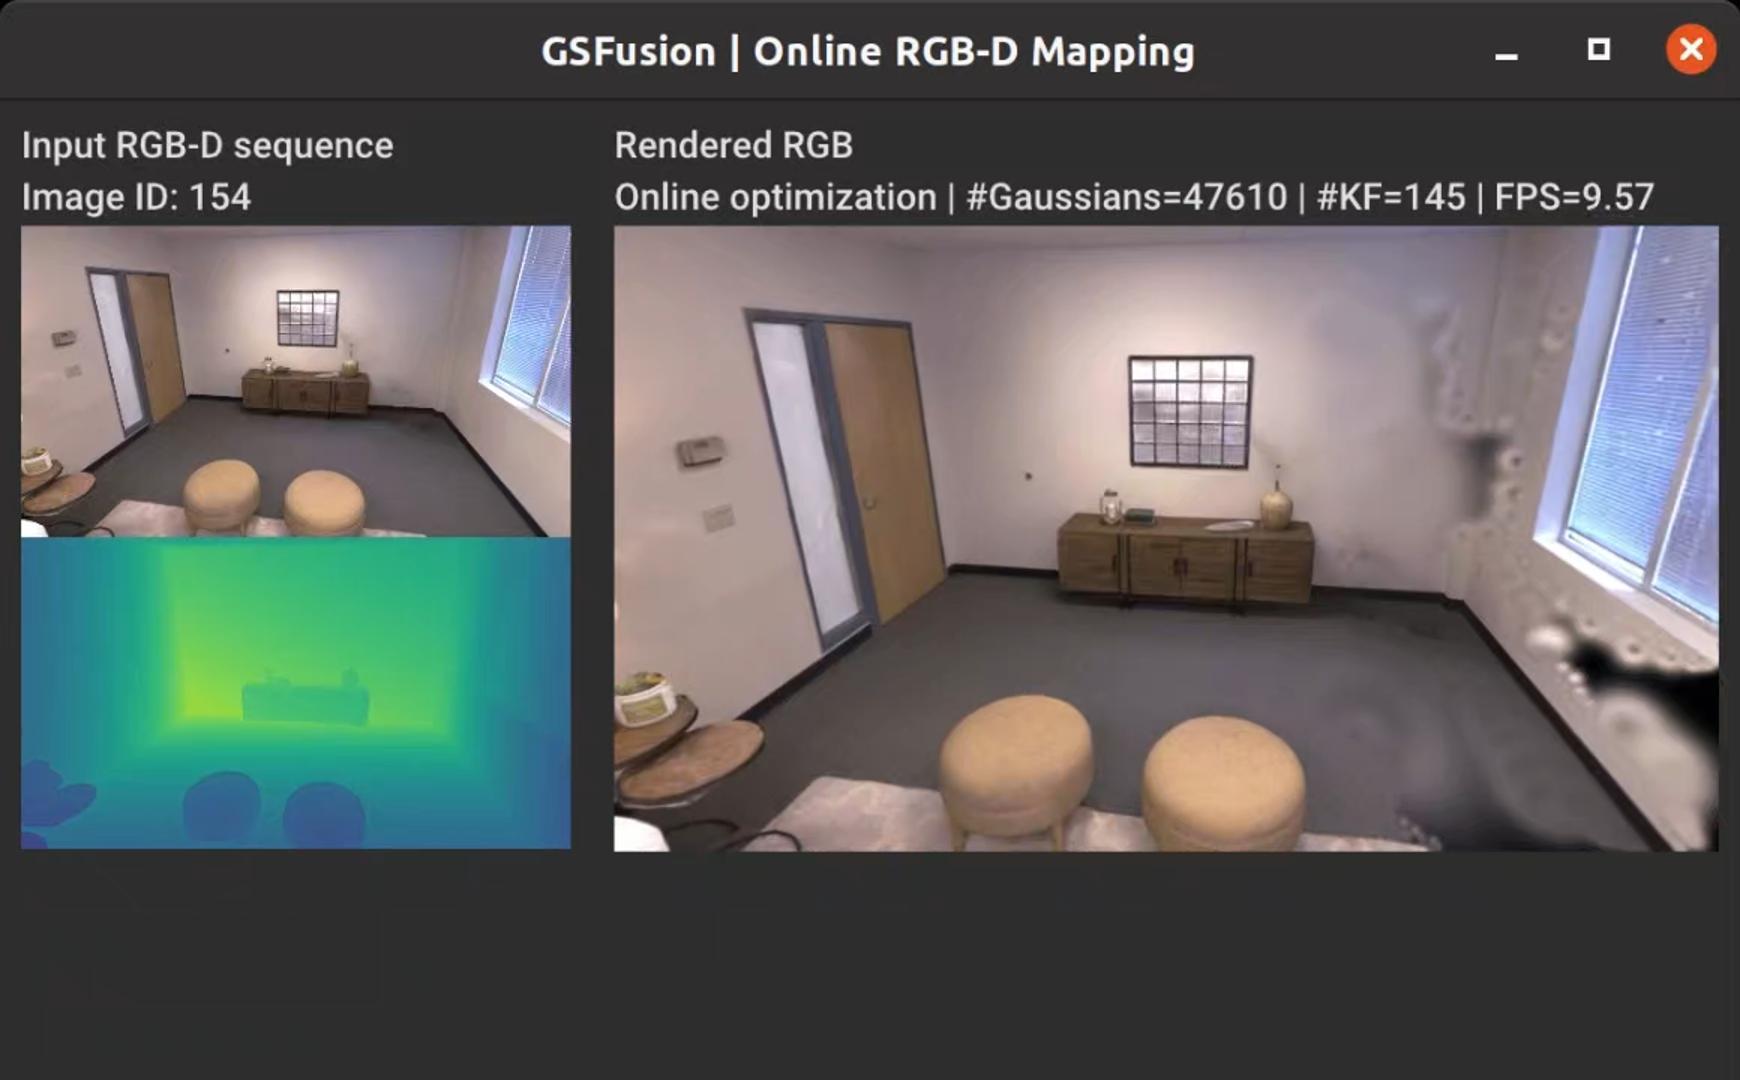 GSFusion | Online RGB-D Mapping
Input RGB-D sequence
Image ID: 154
Rendered RGB
Online optimization | #Gaussians=47610 | #KF=145 | FPS=9.57